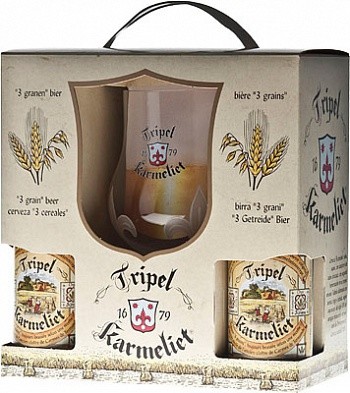 "3 granen" bier
bière "3 grains"
"3 grain" beer
cerveza "3 cereales"
birra "3 grani"
"3 Getreide" Bier
Tripel
16 79
Karmeliet
Tripel
16 79
Karmeliet
Tripel
Karmeliet
Tripel
Karmeliet
Tripel
16
Karmeliet